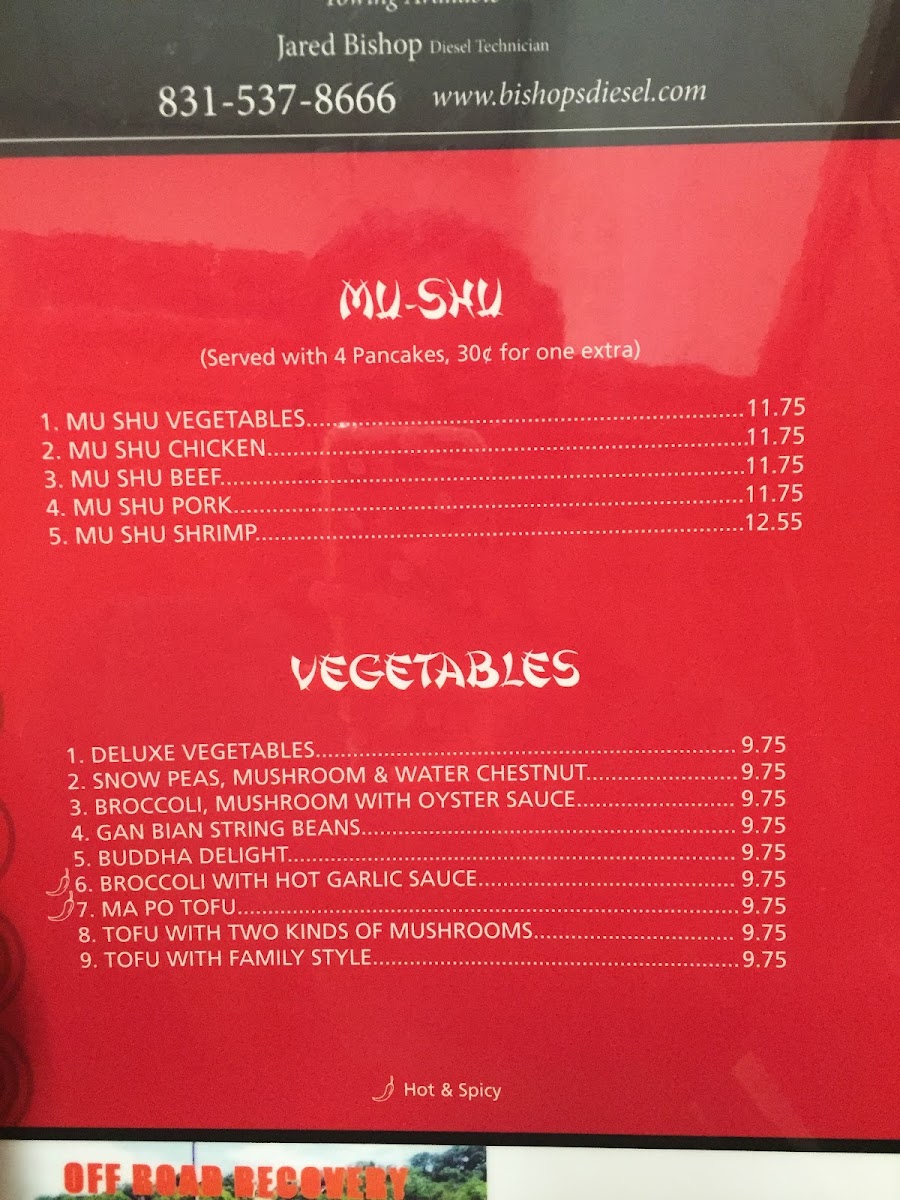 Towing Available
Jared Bishop Diesel Technician
831-537-8666 www.bishopsdiesel.com
MU-SHU
(Served with 4 Pancakes, 30¢ for one extra)
1. MU SHU VEGETABLES 11.75
2. MU SHU CHICKEN 11.75
3. MU SHU BEEF 11.75
4. MU SHU PORK 11.75
5. MU SHU SHRIMP 12.55
VEGETABLES
1. DELUXE VEGETABLES 9.75
2. SNOW PEAS, MUSHROOM & WATER CHESTNUT 9.75
3. BROCCOLI, MUSHROOM WITH OYSTER SAUCE 9.75
4. GAN BIAN STRING BEANS 9.75
5. BUDDHA DELIGHT 9.75
6. BROCCOLI WITH HOT GARLIC SAUCE 9.75
7. MA PO TOFU 9.75
8. TOFU WITH TWO KINDS OF MUSHROOMS 9.75
9. TOFU WITH FAMILY STYLE 9.75
Hot & Spicy
OFF ROAD RECOVERY